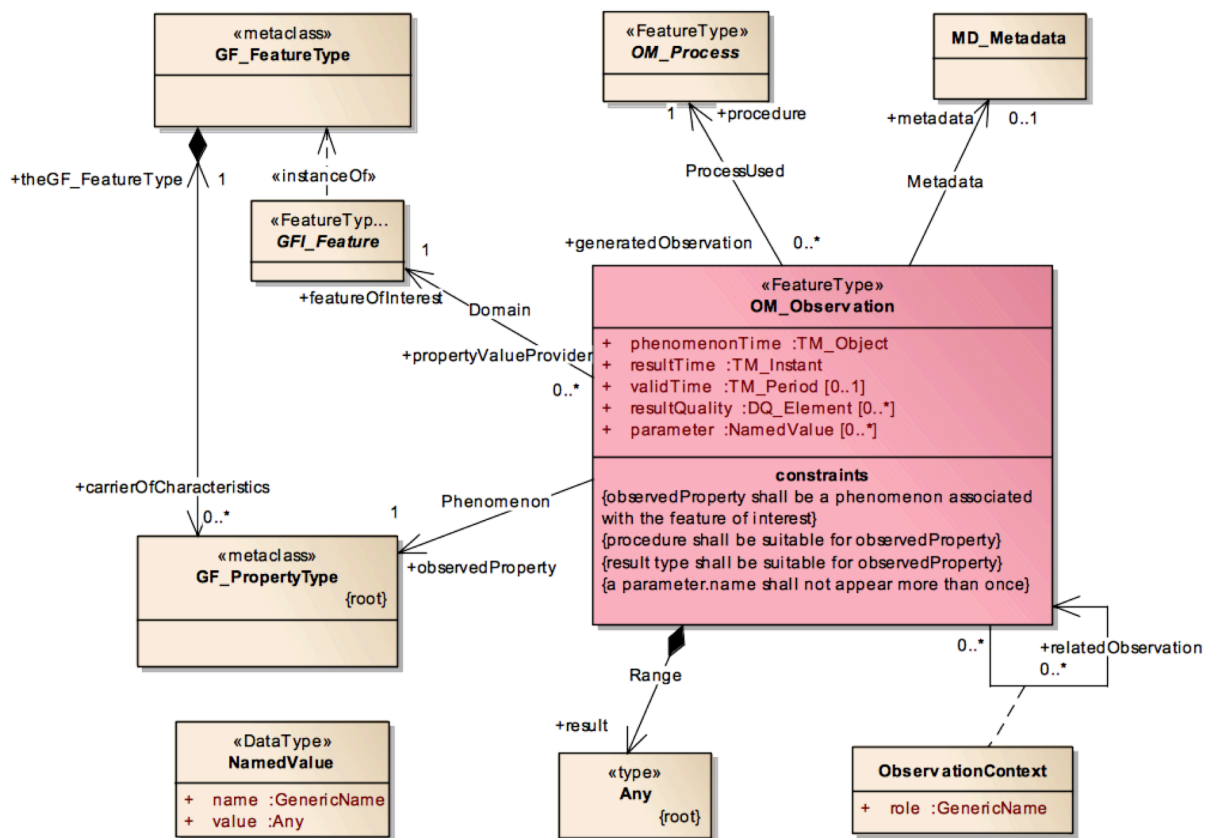 «metaclass»
GF_FeatureType
«FeatureType»
OM_Process
MD_Metadata
1
+procedure
+metadata
0..1
+theGF_FeatureType
1
«instanceOf»
ProcessUsed
Metadata
«FeatureTyp...
GFI_Feature
1
+generatedObservation
0..*
+featureOfInterest
Domain
+propertyValueProvider
0..*
«FeatureType»
OM_Observation
+ phenomenonTime :TM_Object
+ resultTime :TM_Instant
+ validTime :TM_Period [0..1]
+ resultQuality :DQ_Element [0..*]
+ parameter :NamedValue [0..*]
constraints
{observedProperty shall be a phenomenon associated
with the feature of interest}
{procedure shall be suitable for observedProperty}
{result type shall be suitable for observedProperty}
{a parameter.name shall not appear more than once}
+carrierOfCharacteristics
0..*
Phenomenon
1
+observedProperty
«metaclass»
GF_PropertyType
{root}
0..*
+relatedObservation
0..*
Range
+result
«DataType»
NamedValue
+ name :GenericName
+ value :Any
«type»
Any
{root}
ObservationContext
+ role :GenericName